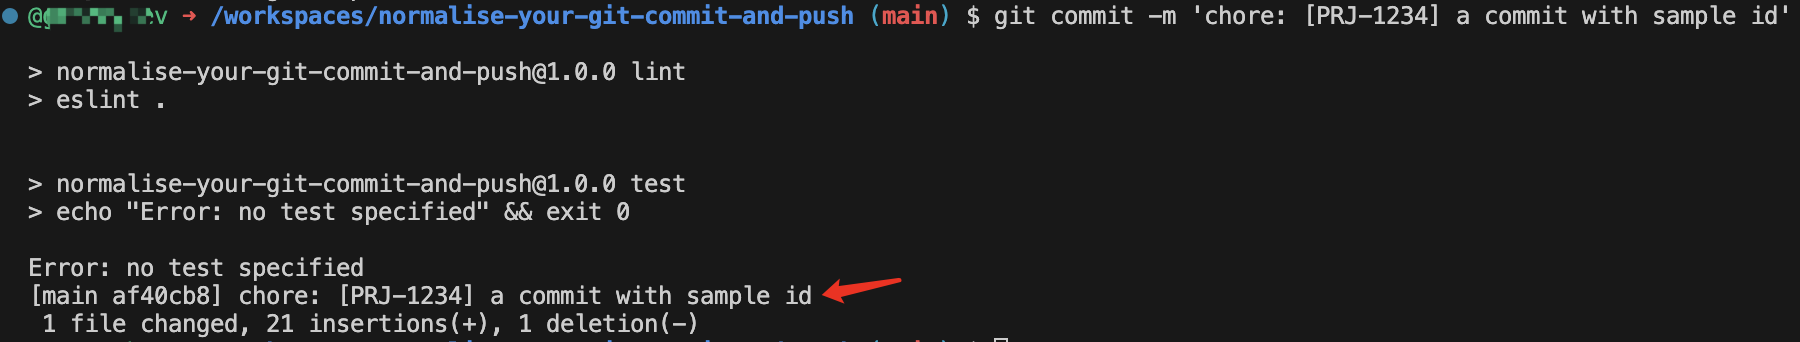 ➜ /workspaces/normalise-your-git-commit-and-push (main) $ git commit -m 'chore: [PRJ-1234] a commit with sample id'
> normalise-your-git-commit-and-push@1.0.0 lint
> eslint .
> normalise-your-git-commit-and-push@1.0.0 test
> echo "Error: no test specified" && exit 0
Error: no test specified
[main af40cb8] chore: [PRJ-1234] a commit with sample id
1 file changed, 21 insertions(+), 1 deletion(-)